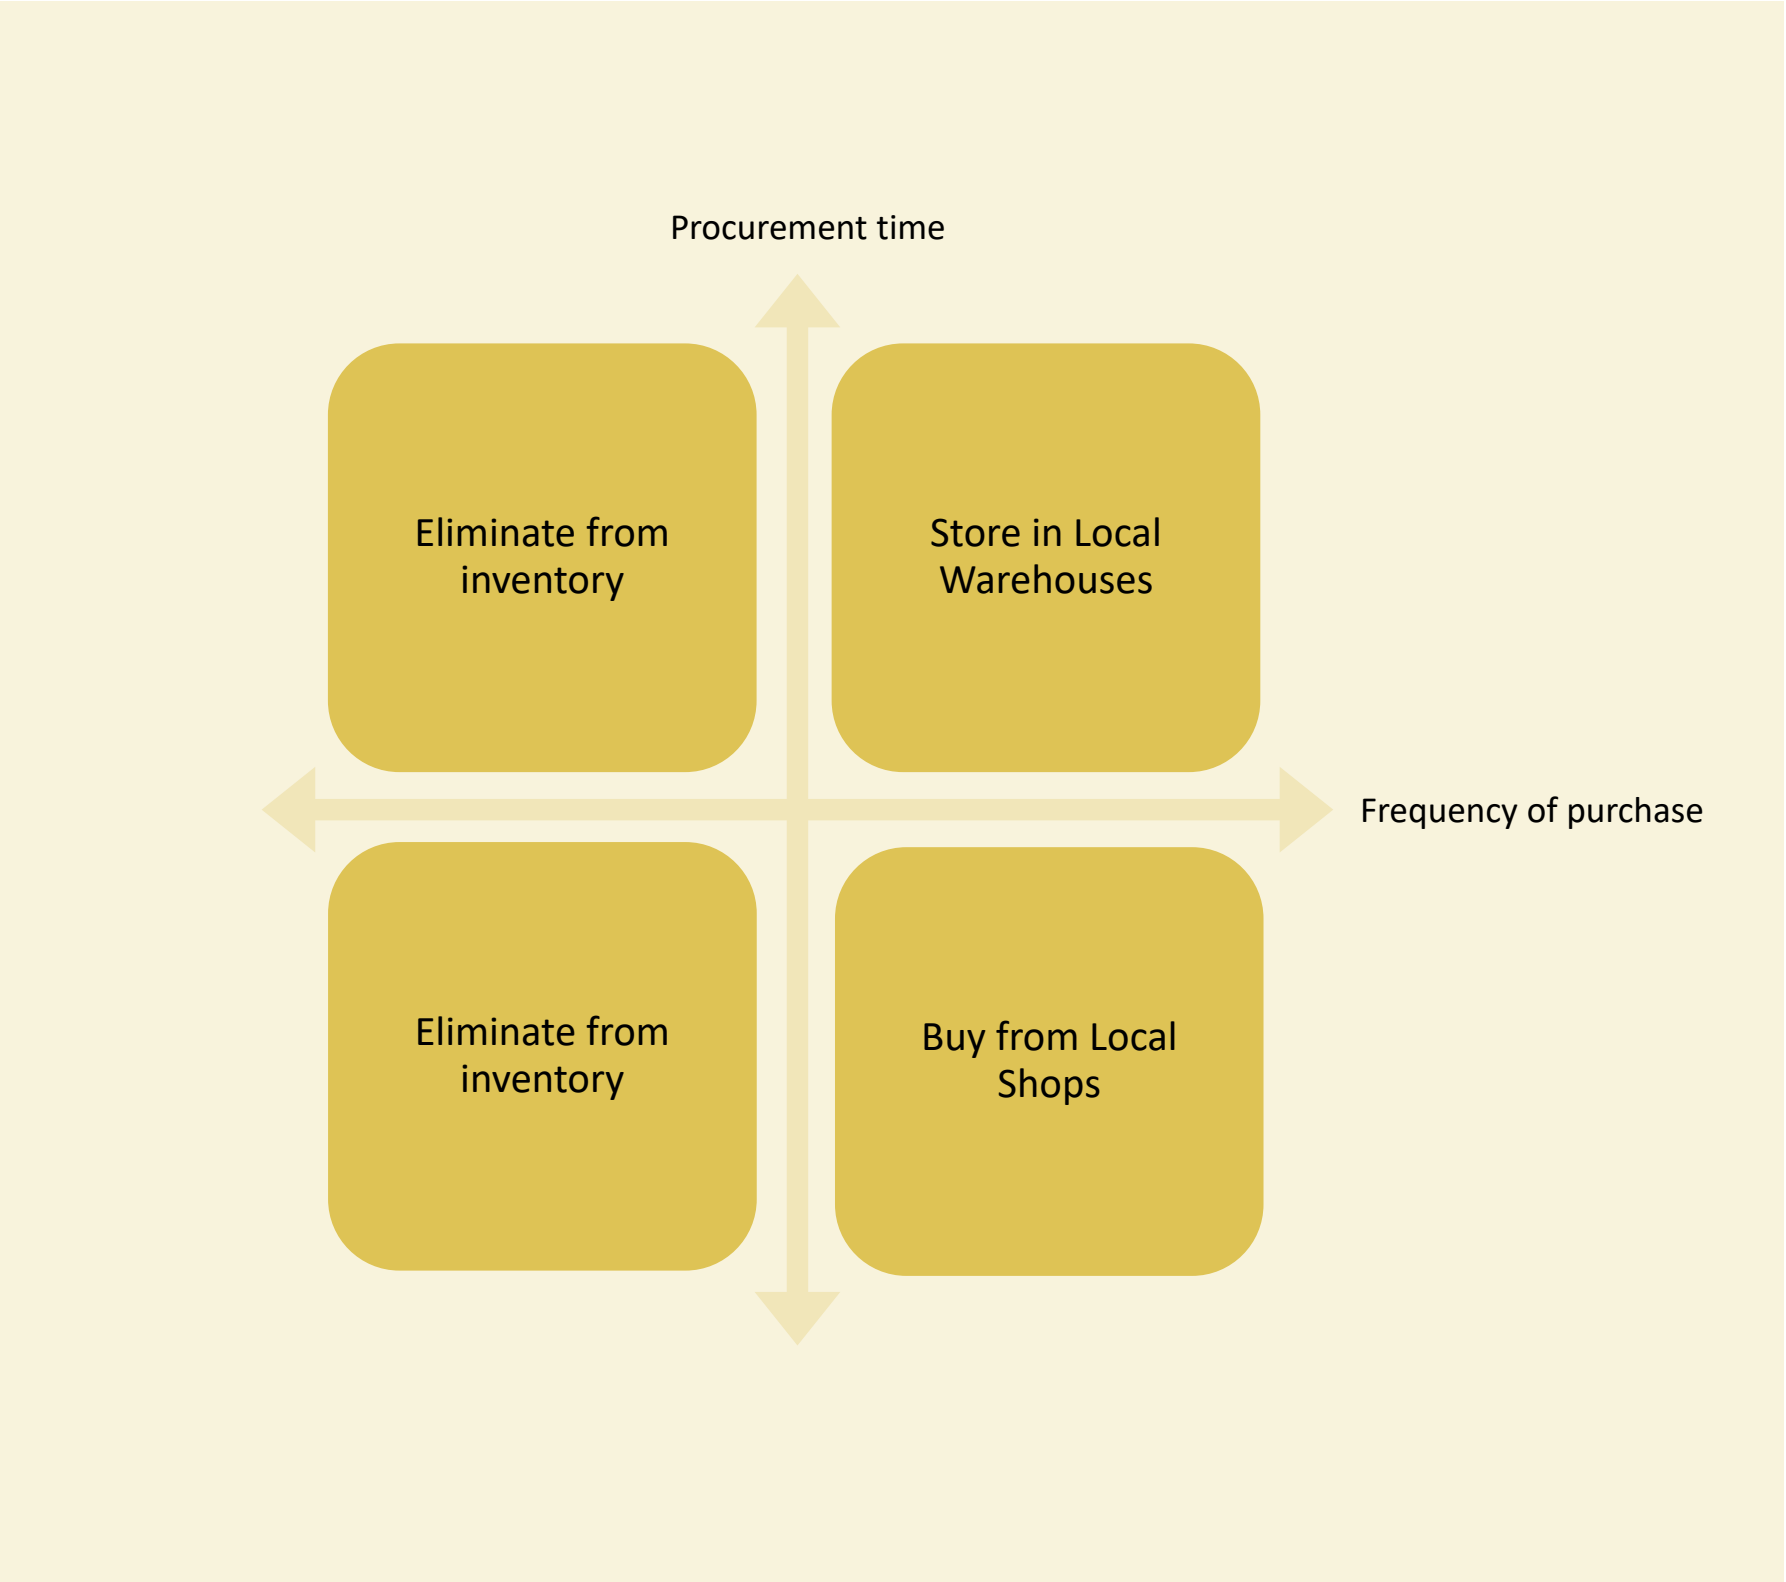 Procurement time
Eliminate from
inventory
Store in Local
Warehouses
Frequency of purchase
Eliminate from
inventory
Buy from Local
Shops